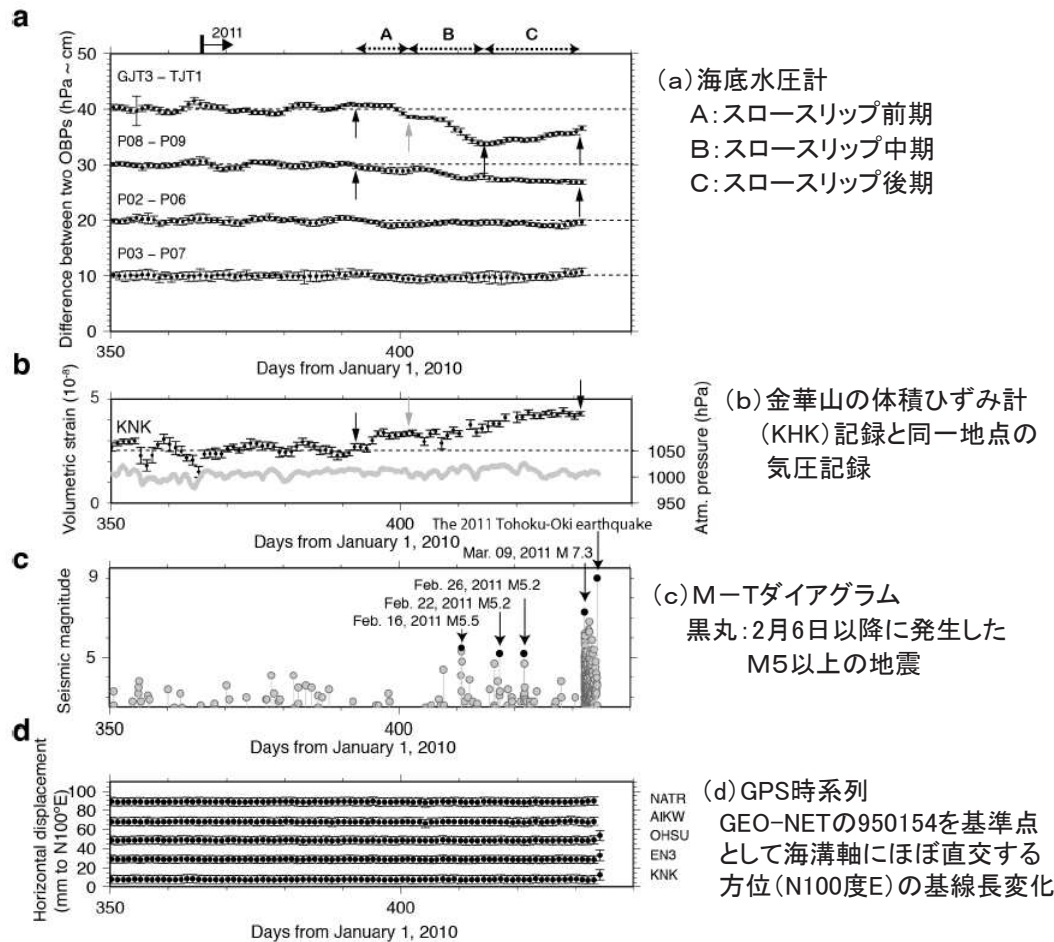 a
2011
A
B
C
50
40
30
20
10
0
Difference between two OBPs (hPa ~ cm)
GJT3 – TJT1
P08 – P09
P02 – P06
P03 – P07
350
400
Days from January 1, 2010
(a)海底水圧計
A:スロースリップ前期
B:スロースリップ中期
C:スロースリップ後期
b
Volumetric strain (10⁻⁸)
5
0
KNK
1050
1000
950
Atm. pressure (hPa)
350
400
Days from January 1, 2010
(b)金華山の体積ひずみ計
(KHK)記録と同一地点の
気圧記録
c
The 2011 Tohoku-Oki earthquake
Mar. 09, 2011 M 7.3
Feb. 26, 2011 M5.2
Feb. 22, 2011 M5.2
Feb. 16, 2011 M5.5
Seismic magnitude
9
5
350
400
Days from January 1, 2010
(c)M-Tダイアグラム
黒丸:2月6日以降に発生した
M5以上の地震
d
Horizontal displacement
(mm to N100°E)
100
80
60
40
20
0
NATR
AIKW
OHSU
EN3
KNK
350
400
Days from January 1, 2010
(d)GPS時系列
GEO-NETの950154を基準点
として海溝軸にほぼ直交する
方位(N100度E)の基線長変化